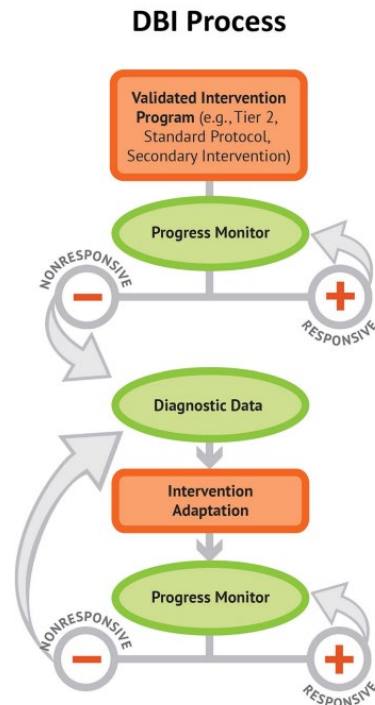 DBI Process
Validated Intervention
Program (e.g., Tier 2,
Standard Protocol,
Secondary Intervention)
Progress Monitor
NONRESPONSIVE
RESPONSIVE
Diagnostic Data
Intervention
Adaptation
Progress Monitor
NONRESPONSIVE
RESPONSIVE